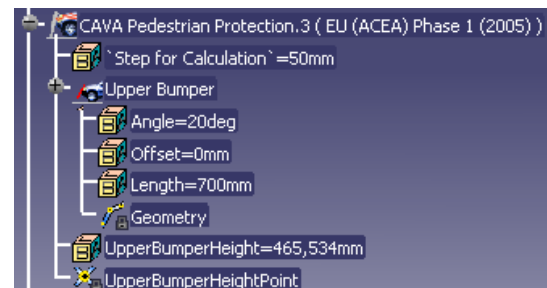 CAVA Pedestrian Protection.3 ( EU (ACEA) Phase 1 (2005) )
`Step for Calculation`=50mm
Upper Bumper
Angle=20deg
Offset=0mm
Length=700mm
Geometry
UpperBumperHeight=465,534mm
UpperBumperHeightPoint